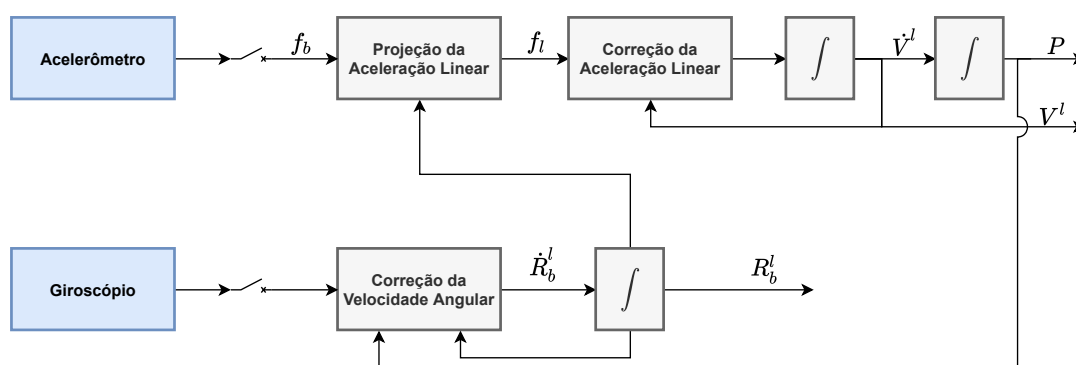 Acelerômetro
f_b
Projeção da
Aceleração Linear
f_l
Correção da
Aceleração Linear
∫
V̇^l
∫
P
V^l
Giroscópio
Correção da
Velocidade Angular
Ṙ_b^l
∫
R_b^l